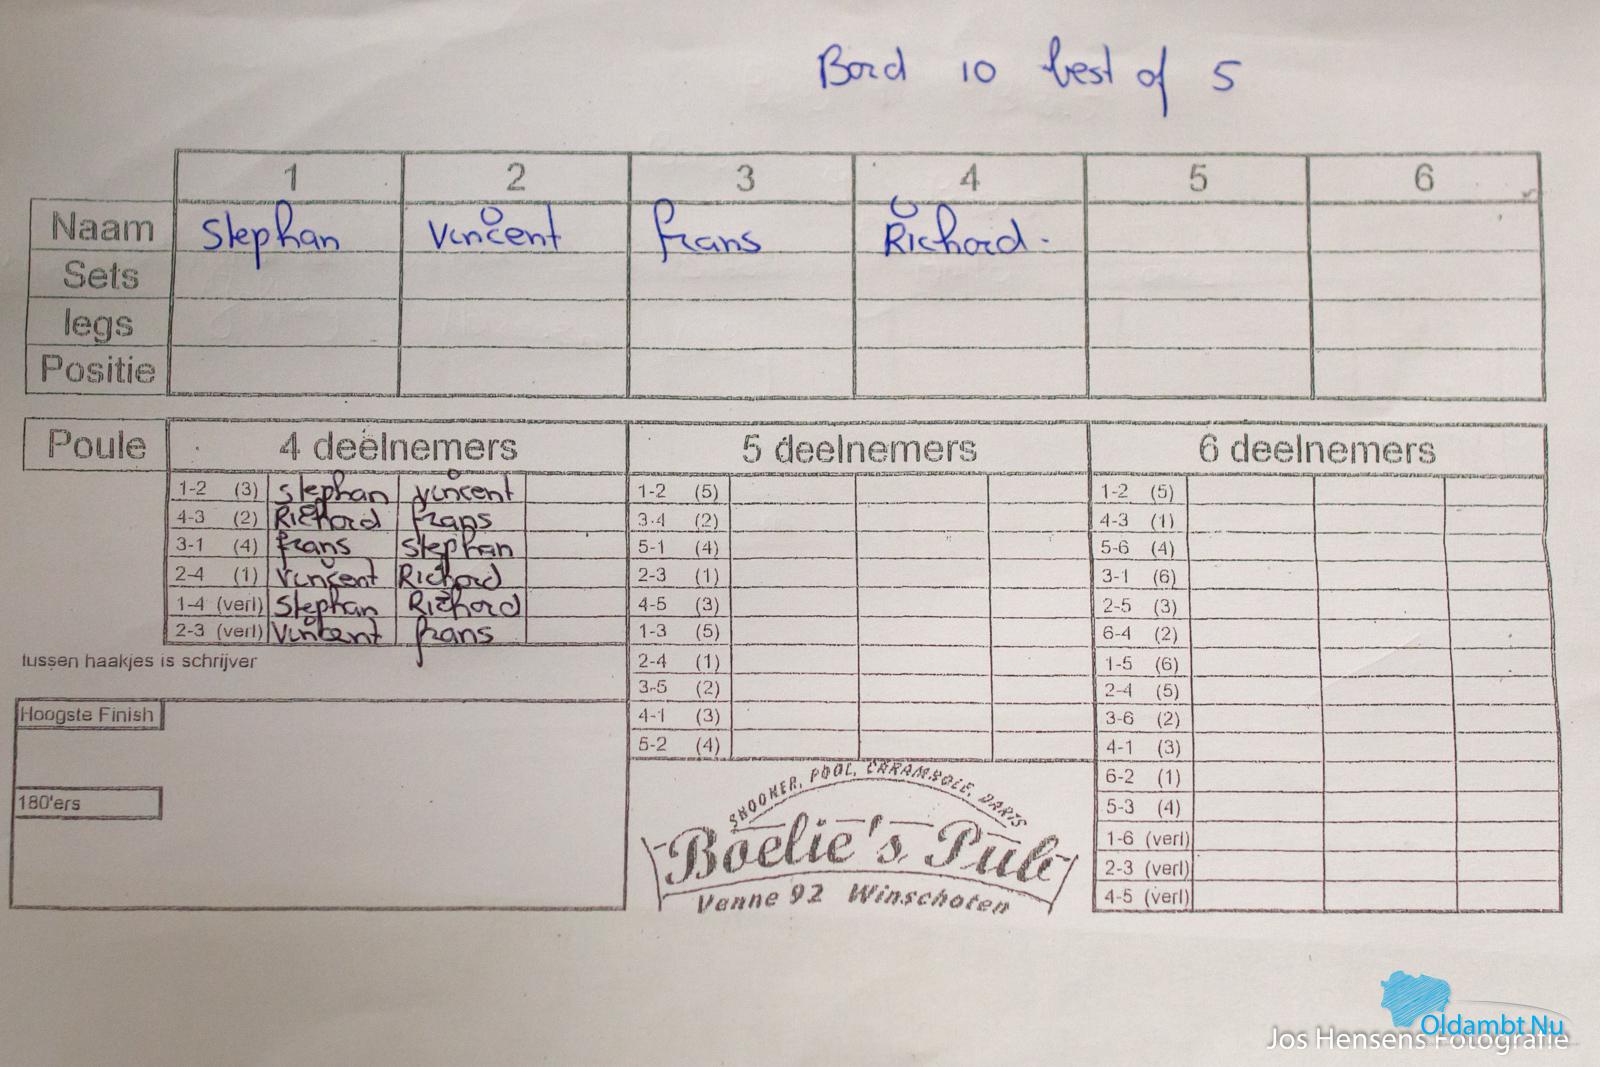 Bord 10 best of 5
1 2 3 4 5 6
Naam Stephan Vincent frans Richard.
Sets
legs
Positie
Poule 4 deelnemers 5 deelnemers 6 deelnemers
1-2 (3) Stephan Vincent 1-2 (5) 1-2 (5)
4-3 (2) Richard frans 3-4 (2) 4-3 (1)
3-1 (4) frans Stephan 5-1 (4) 5-6 (4)
2-4 (1) Vincent Richard 2-3 (1) 3-1 (6)
1-4 (verl) Stephan Richard 4-5 (3) 2-5 (3)
2-3 (verl) Vincent frans 1-3 (5) 6-4 (2)
tussen haakjes is schrijver 2-4 (1) 1-5 (6)
3-5 (2) 2-4 (5)
Hoogste Finish 4-1 (3) 3-6 (2)
5-2 (4) 4-1 (3)
6-2 (1)
180'ers 5-3 (4)
SNOOKER, POOL, CARAMBOLE, DARTS
Boelie's Pub
Venne 92 Winschoten
1-6 (verl)
2-3 (verl)
4-5 (verl)
Oldambt Nu
Jos Hensens Fotografie